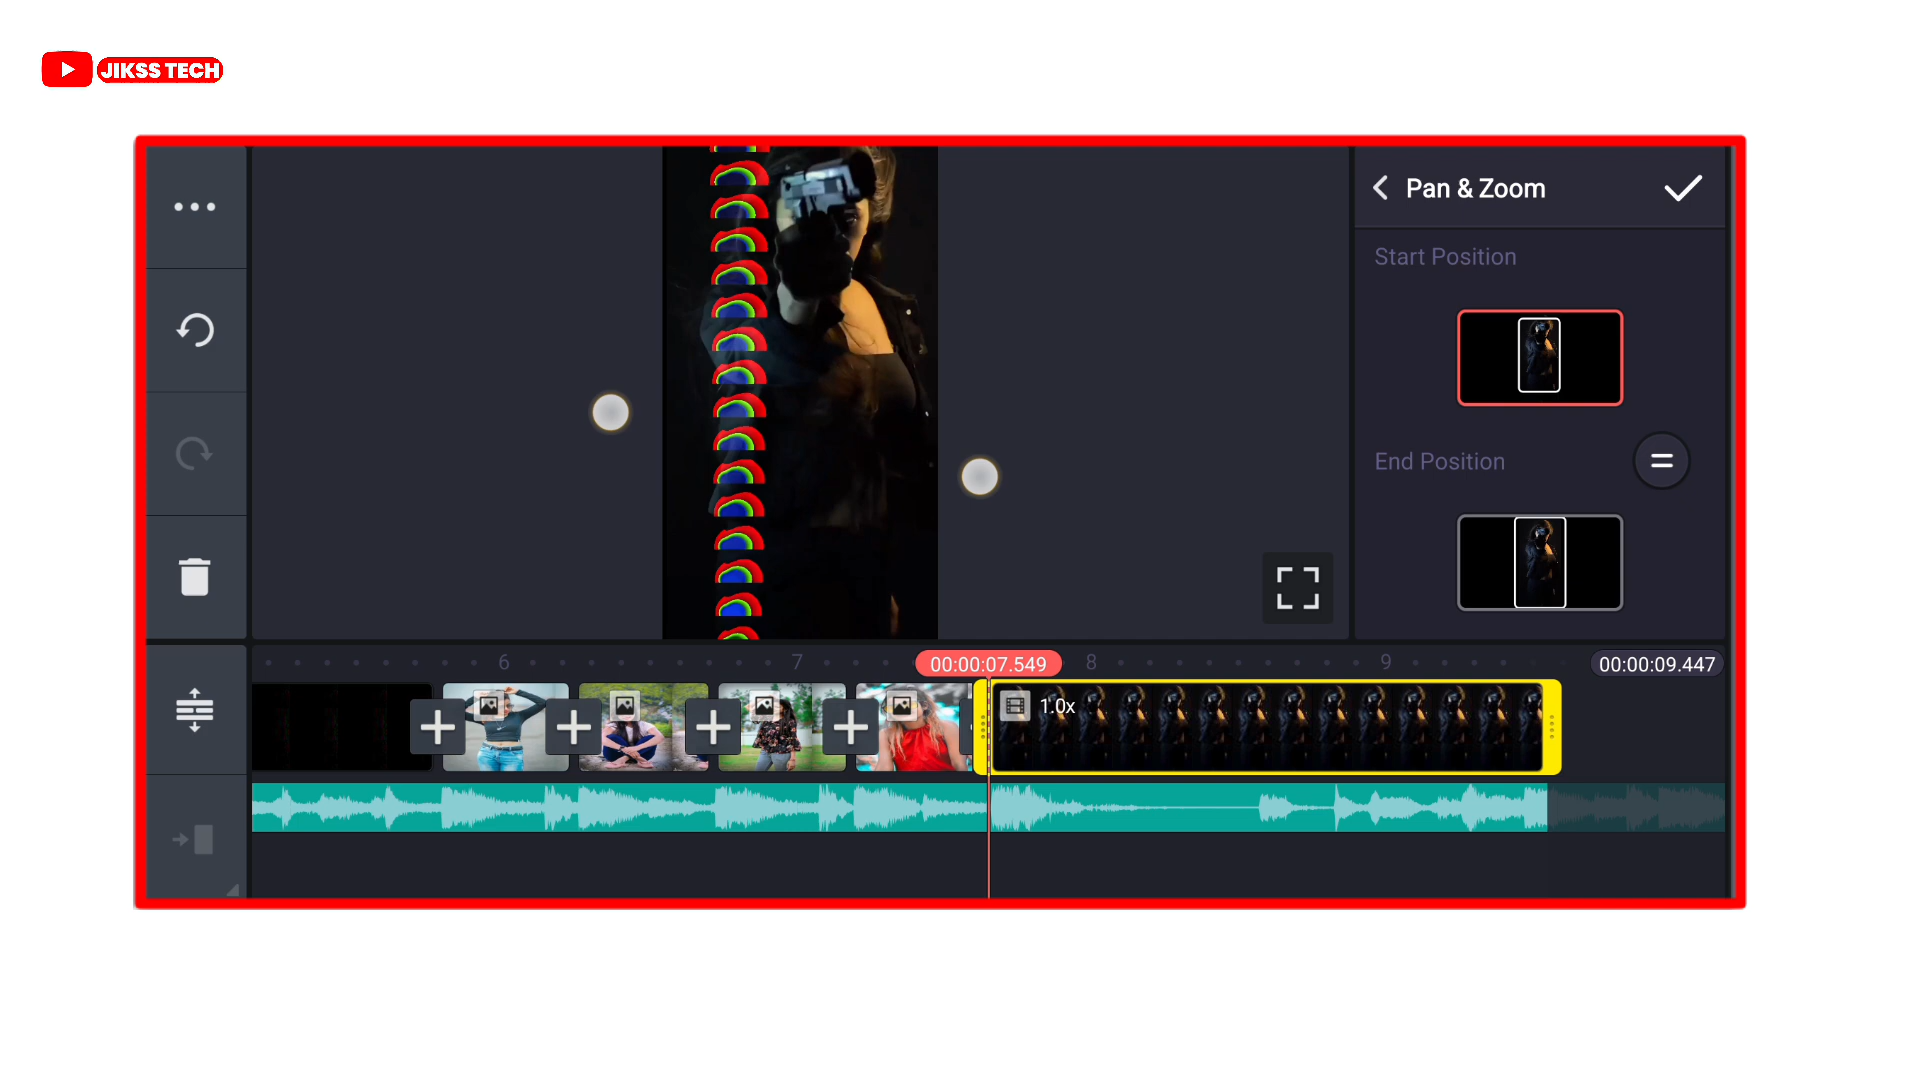 JIKSS TECH
Pan & Zoom
Start Position
End Position
6
7
00:00:07.549
8
9
00:00:09.447
1.0x